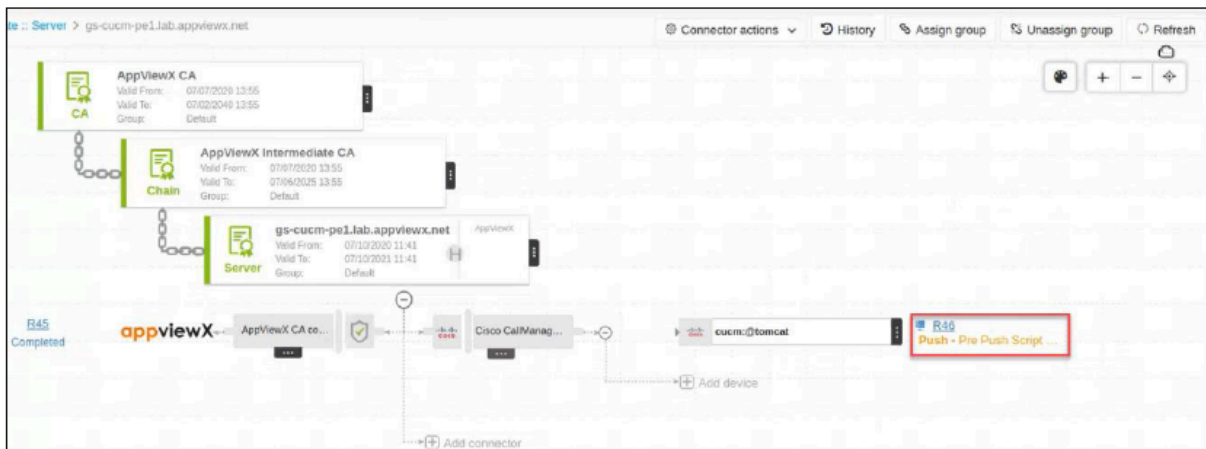 te :: Server > gs-cucm-pe1.lab.appviewx.net
Connector actions
History
Assign group
Unassign group
Refresh
AppViewX CA
Valid From: 07/07/2020 13:55
Valid To: 07/02/2040 13:55
Group: Default
CA
AppViewX Intermediate CA
Valid From: 07/07/2020 13:55
Valid To: 07/06/2025 13:55
Group: Default
Chain
gs-cucm-pe1.lab.appviewx.net
AppViewX
Valid From: 07/10/2020 11:41
Valid To: 07/10/2021 11:41
H
Group: Default
Server
R45
Completed
appviewX
AppViewX CA co...
cisco
Cisco CallManag...
cisco
cucm:@tomcat
R46
Push - Pre Push Script ...
Add device
Add connector